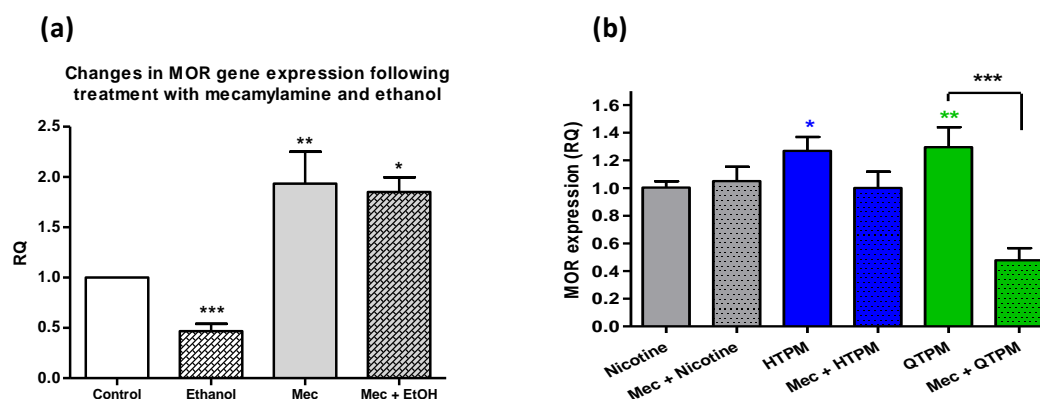 (a)
Changes in MOR gene expression following
treatment with mecamylamine and ethanol
RQ
2.5
2.0
1.5
1.0
0.5
0.0
***
**
*
Control Ethanol Mec Mec + EtOH
(b)
MOR expression (RQ)
1.6
1.4
1.2
1.0
0.8
0.6
0.4
0.2
0.0
*
**
***
Nicotine
Mec + Nicotine
HTPM
Mec + HTPM
QTPM
Mec + QTPM